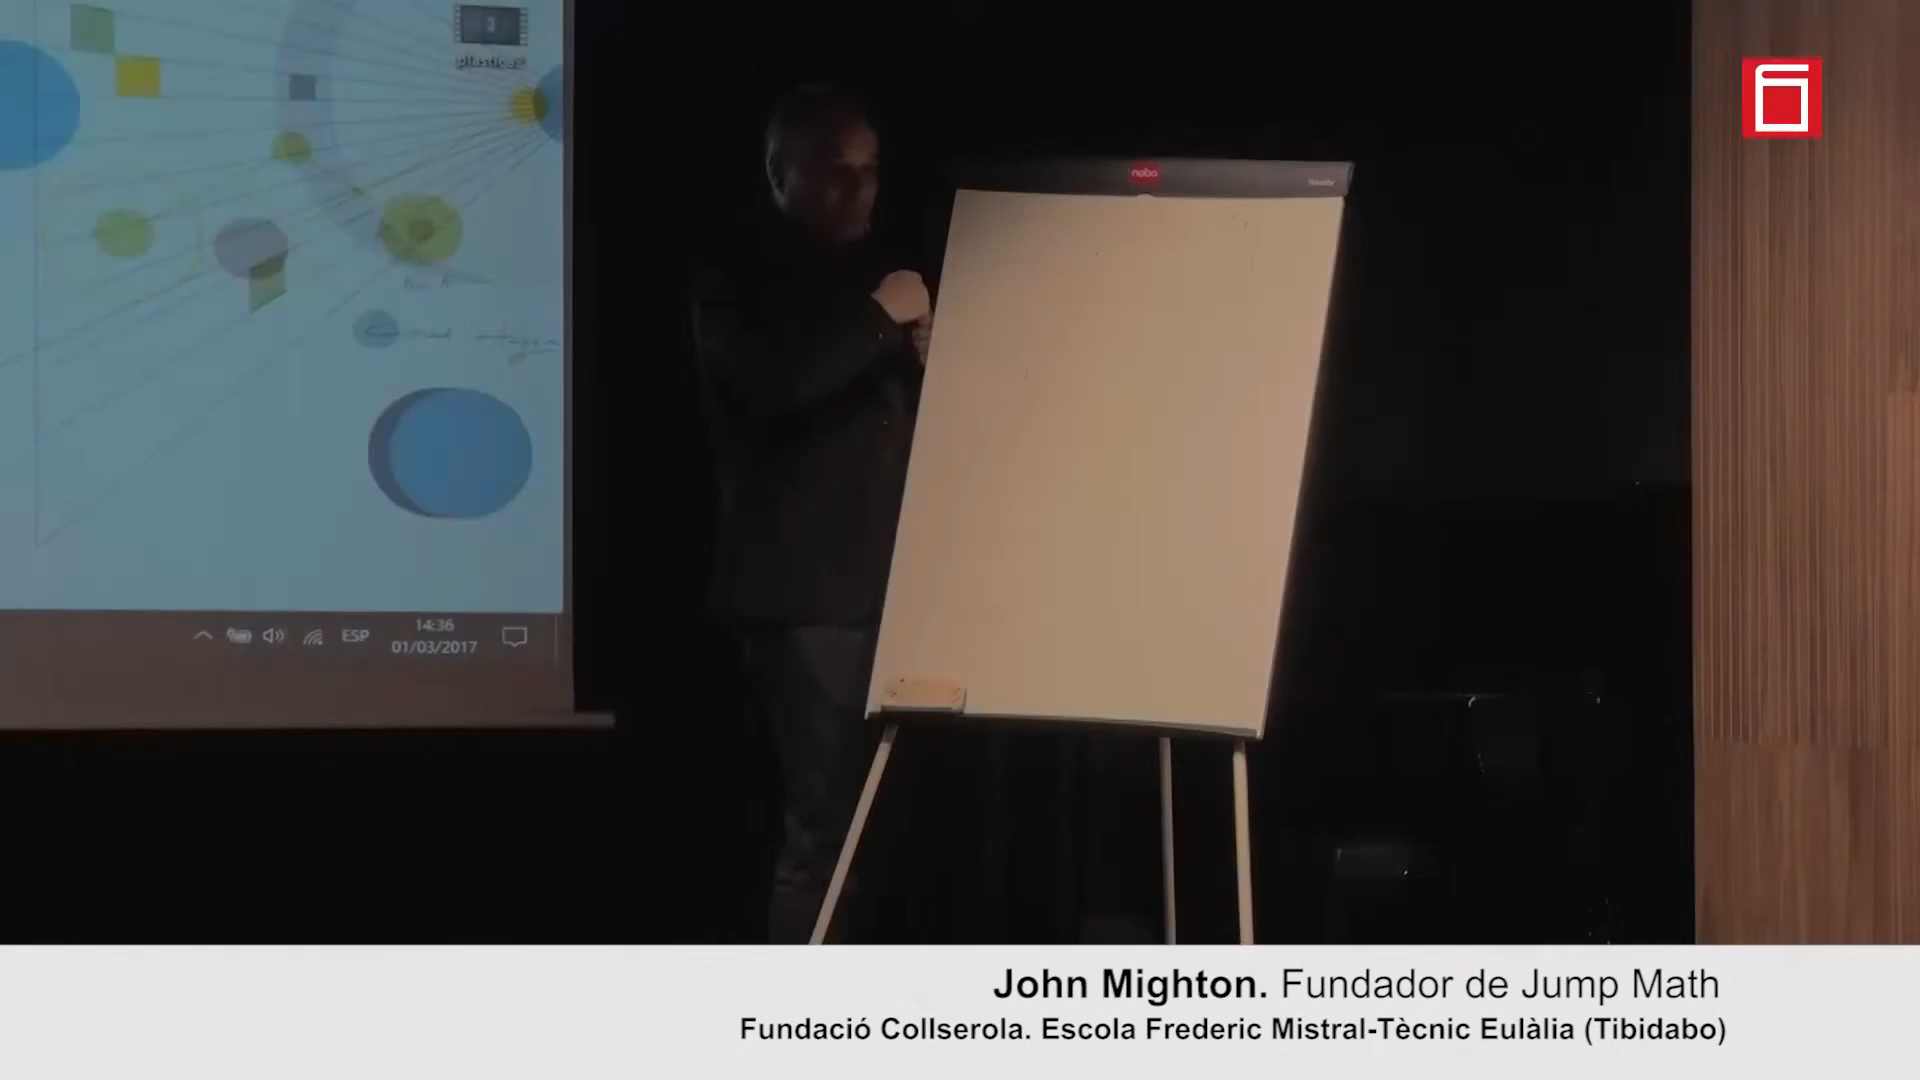 plastica
nobo
ESP
14:36
01/03/2017
John Mighton. Fundador de Jump Math
Fundació Collserola. Escola Frederic Mistral-Tècnic Eulàlia (Tibidabo)